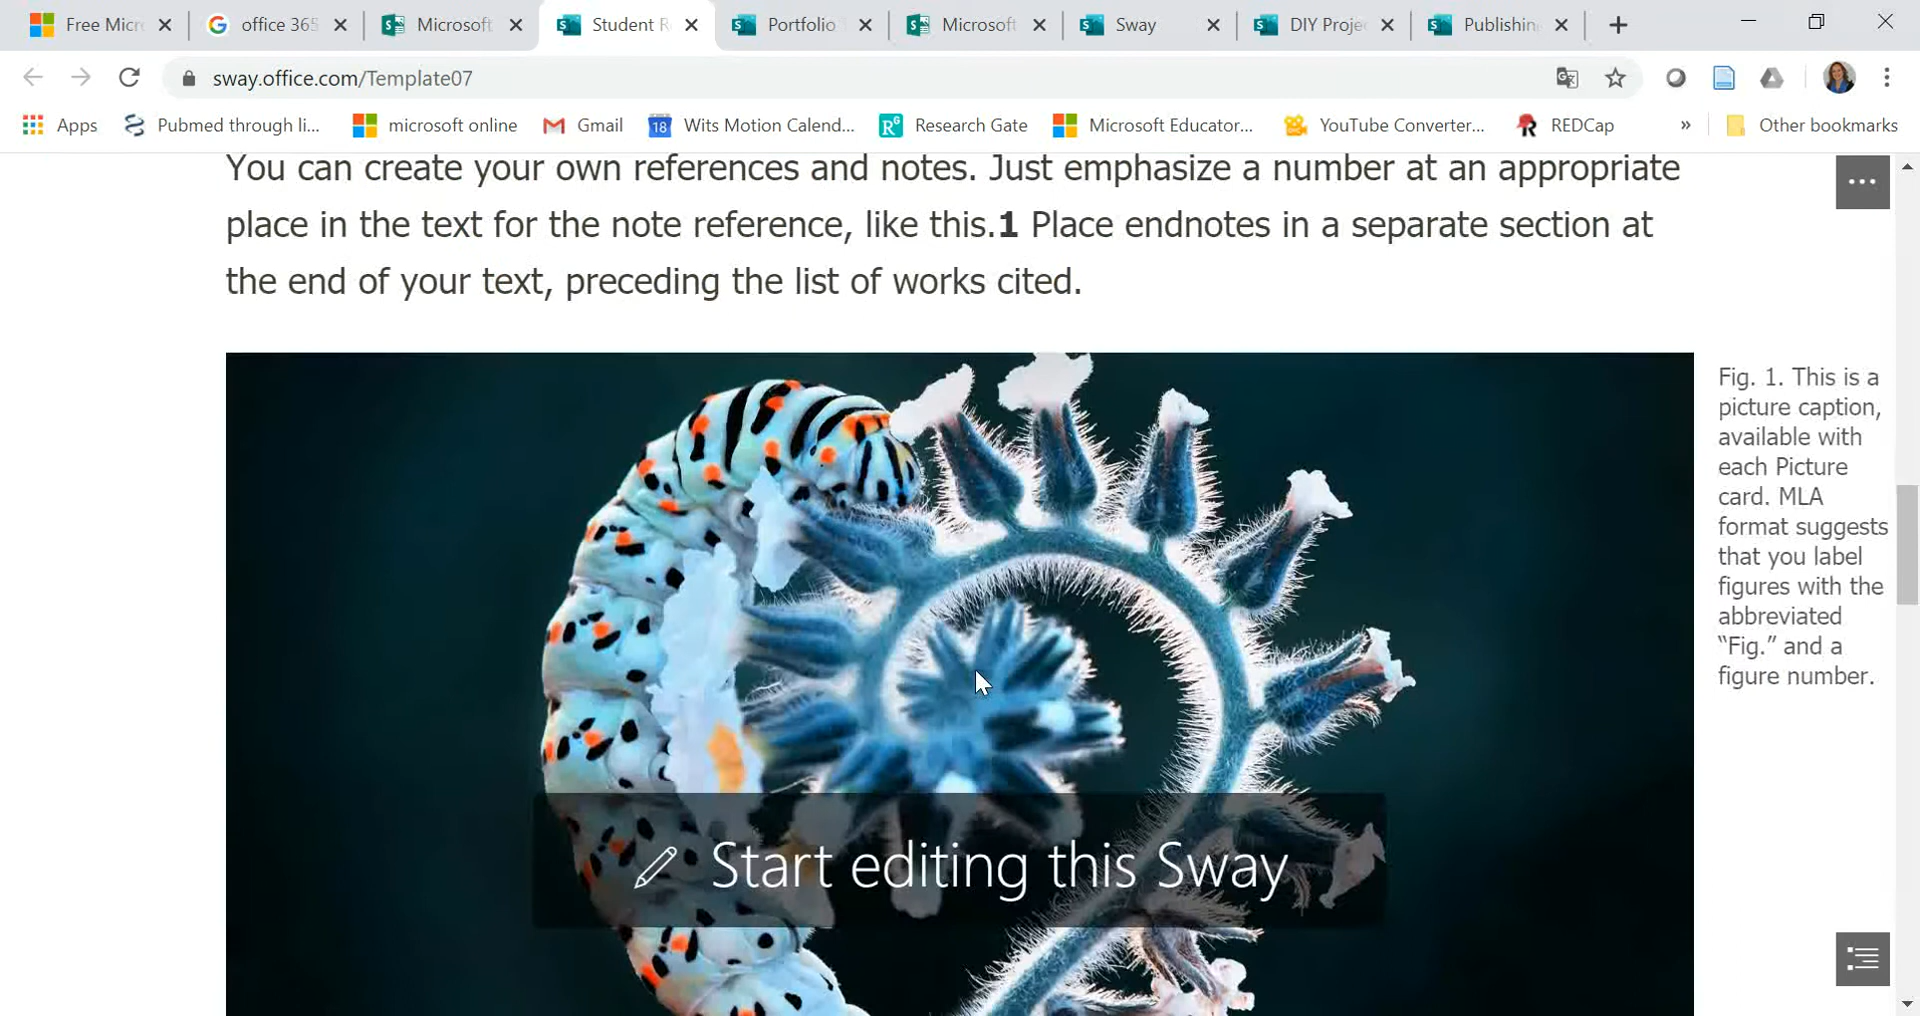 Free Micr
office 365
Microsoft
Student R
Portfolio
Microsoft
Sway
DIY Proje
Publishin
sway.office.com/Template07
Apps
Pubmed through li...
microsoft online
Gmail
18
Wits Motion Calend...
Research Gate
Microsoft Educator...
YouTube Converter...
REDCap
»
Other bookmarks
You can create your own references and notes. Just emphasize a number at an appropriate
place in the text for the note reference, like this.1 Place endnotes in a separate section at
the end of your text, preceding the list of works cited.
Fig. 1. This is a
picture caption,
available with
each Picture
card. MLA
format suggests
that you label
figures with the
abbreviated
“Fig.” and a
figure number.
Start editing this Sway